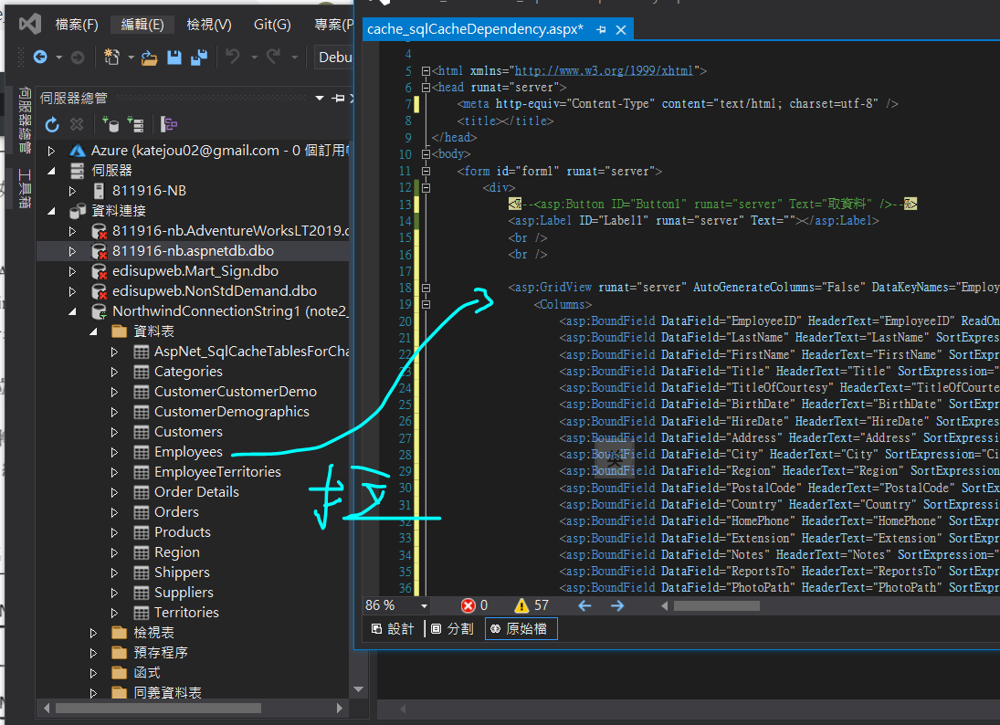 檔案(F) 編輯(E) 檢視(V) Git(G) 專案(P
Debu
伺服器總管
工具箱
伺服器總管
Azure (katejou02@gmail.com - 0 個訂用
伺服器
811916-NB
資料連接
811916-nb.AdventureWorksLT2019.d
811916-nb.aspnetdb.dbo
edisupweb.Mart_Sign.dbo
edisupweb.NonStdDemand.dbo
NorthwindConnectionString1 (note2_
資料表
AspNet_SqlCacheTablesForCha
Categories
CustomerCustomerDemo
CustomerDemographics
Customers
Employees
EmployeeTerritories
Order Details
Orders
Products
Region
Shippers
Suppliers
Territories
檢視表
預存程序
函式
同義資料表
cache_sqlCacheDependency.aspx*
4
5 <html xmlns="http://www.w3.org/1999/xhtml">
6 <head runat="server">
7 <meta http-equiv="Content-Type" content="text/html; charset=utf-8" />
8 <title></title>
9 </head>
10 <body>
11 <form id="form1" runat="server">
12 <div>
13 <%--<asp:Button ID="Button1" runat="server" Text="取資料" />--%>
14 <asp:Label ID="Label1" runat="server" Text=""></asp:Label>
15 <br />
16 <br />
17
18 <asp:GridView runat="server" AutoGenerateColumns="False" DataKeyNames="Employ
19 <Columns>
20 <asp:BoundField DataField="EmployeeID" HeaderText="EmployeeID" ReadOn
21 <asp:BoundField DataField="LastName" HeaderText="LastName" SortExpres
22 <asp:BoundField DataField="FirstName" HeaderText="FirstName" SortExpr
23 <asp:BoundField DataField="Title" HeaderText="Title" SortExpression="
24 <asp:BoundField DataField="TitleOfCourtesy" HeaderText="TitleOfCourte
25 <asp:BoundField DataField="BirthDate" HeaderText="BirthDate" SortExpr
26 <asp:BoundField DataField="HireDate" HeaderText="HireDate" SortExpres
27 <asp:BoundField DataField="Address" HeaderText="Address" SortExpressi
28 <asp:BoundField DataField="City" HeaderText="City" SortExpression="Ci
29 <asp:BoundField DataField="Region" HeaderText="Region" SortExpression
30 <asp:BoundField DataField="PostalCode" HeaderText="PostalCode" SortEx
31 <asp:BoundField DataField="Country" HeaderText="Country" SortExpressi
32 <asp:BoundField DataField="HomePhone" HeaderText="HomePhone" SortExpr
33 <asp:BoundField DataField="Extension" HeaderText="Extension" SortExpr
34 <asp:BoundField DataField="Notes" HeaderText="Notes" SortExpression="
35 <asp:BoundField DataField="ReportsTo" HeaderText="ReportsTo" SortExpr
36 <asp:BoundField DataField="PhotoPath" HeaderText="PhotoPath" SortExpr
86 % 0 57
設計 分割 原始檔